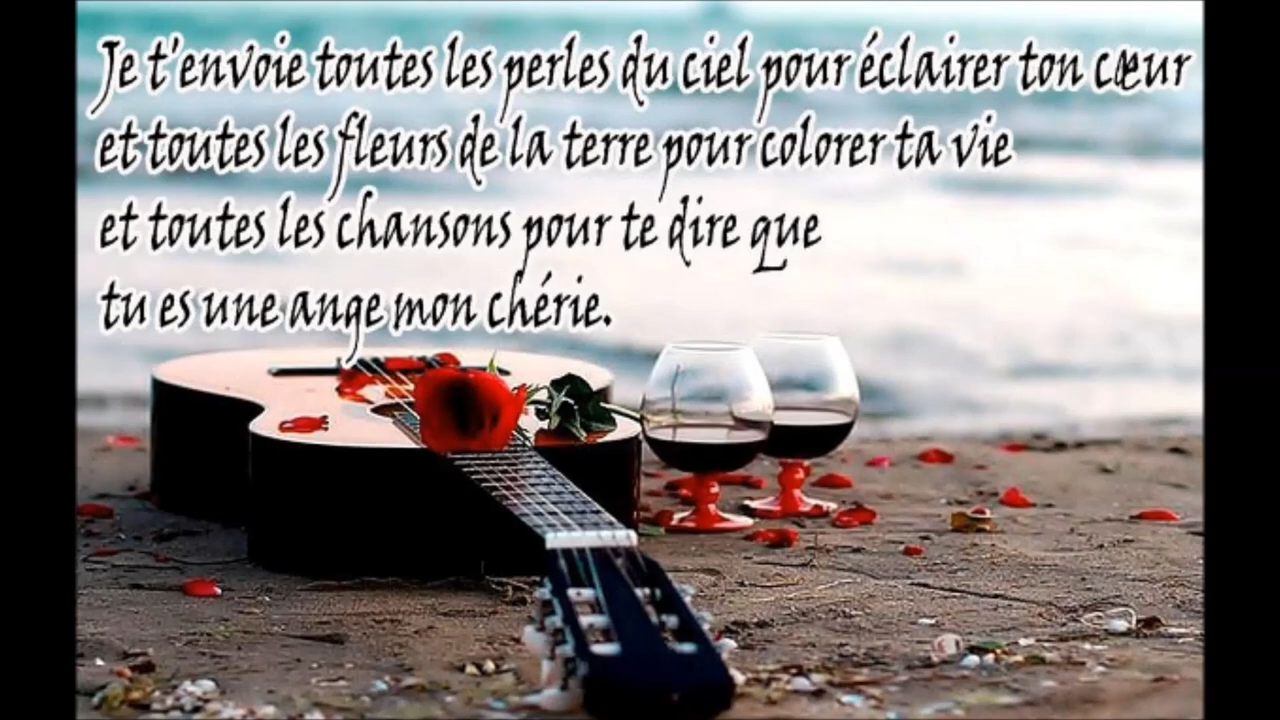 Je t'envoie toutes les perles du ciel pour éclairer ton cœur
et toutes les fleurs de la terre pour colorer ta vie
et toutes les chansons pour te dire que
tu es une ange mon chérie.